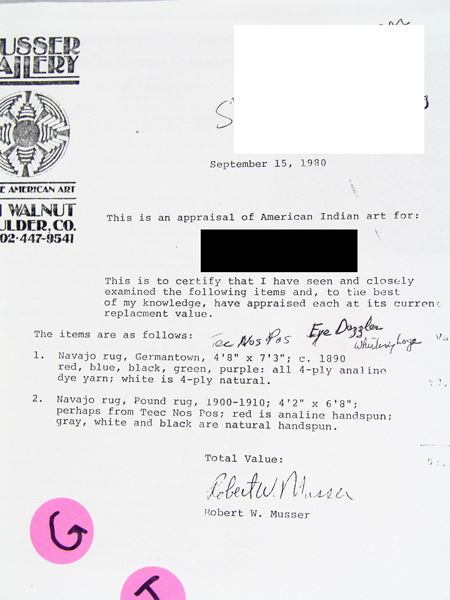 USSER
ALLERY
E AMERICAN ART
WALNUT
ULDER, CO.
02·447-9541
September 15, 1980
This is an appraisal of American Indian art for:
This is to certify that I have seen and closely
examined the following items and, to the best
of my knowledge, have appraised each at its current
replacment value.
Tec Nos Pos Eye Dazzler
The items are as follows:
1. Navajo rug, Germantown, 4'8" x 7'3"; c. 1890
red, blue, black, green, purple: all 4-ply analine
dye yarn; white is 4-ply natural.
2. Navajo rug, Pound rug, 1900-1910; 4'2" x 6'8";
perhaps from Teec Nos Pos; red is analine handspun;
gray, white and black are natural handspun.
Total Value:
Robert W. Musser
Robert W. Musser
G
I